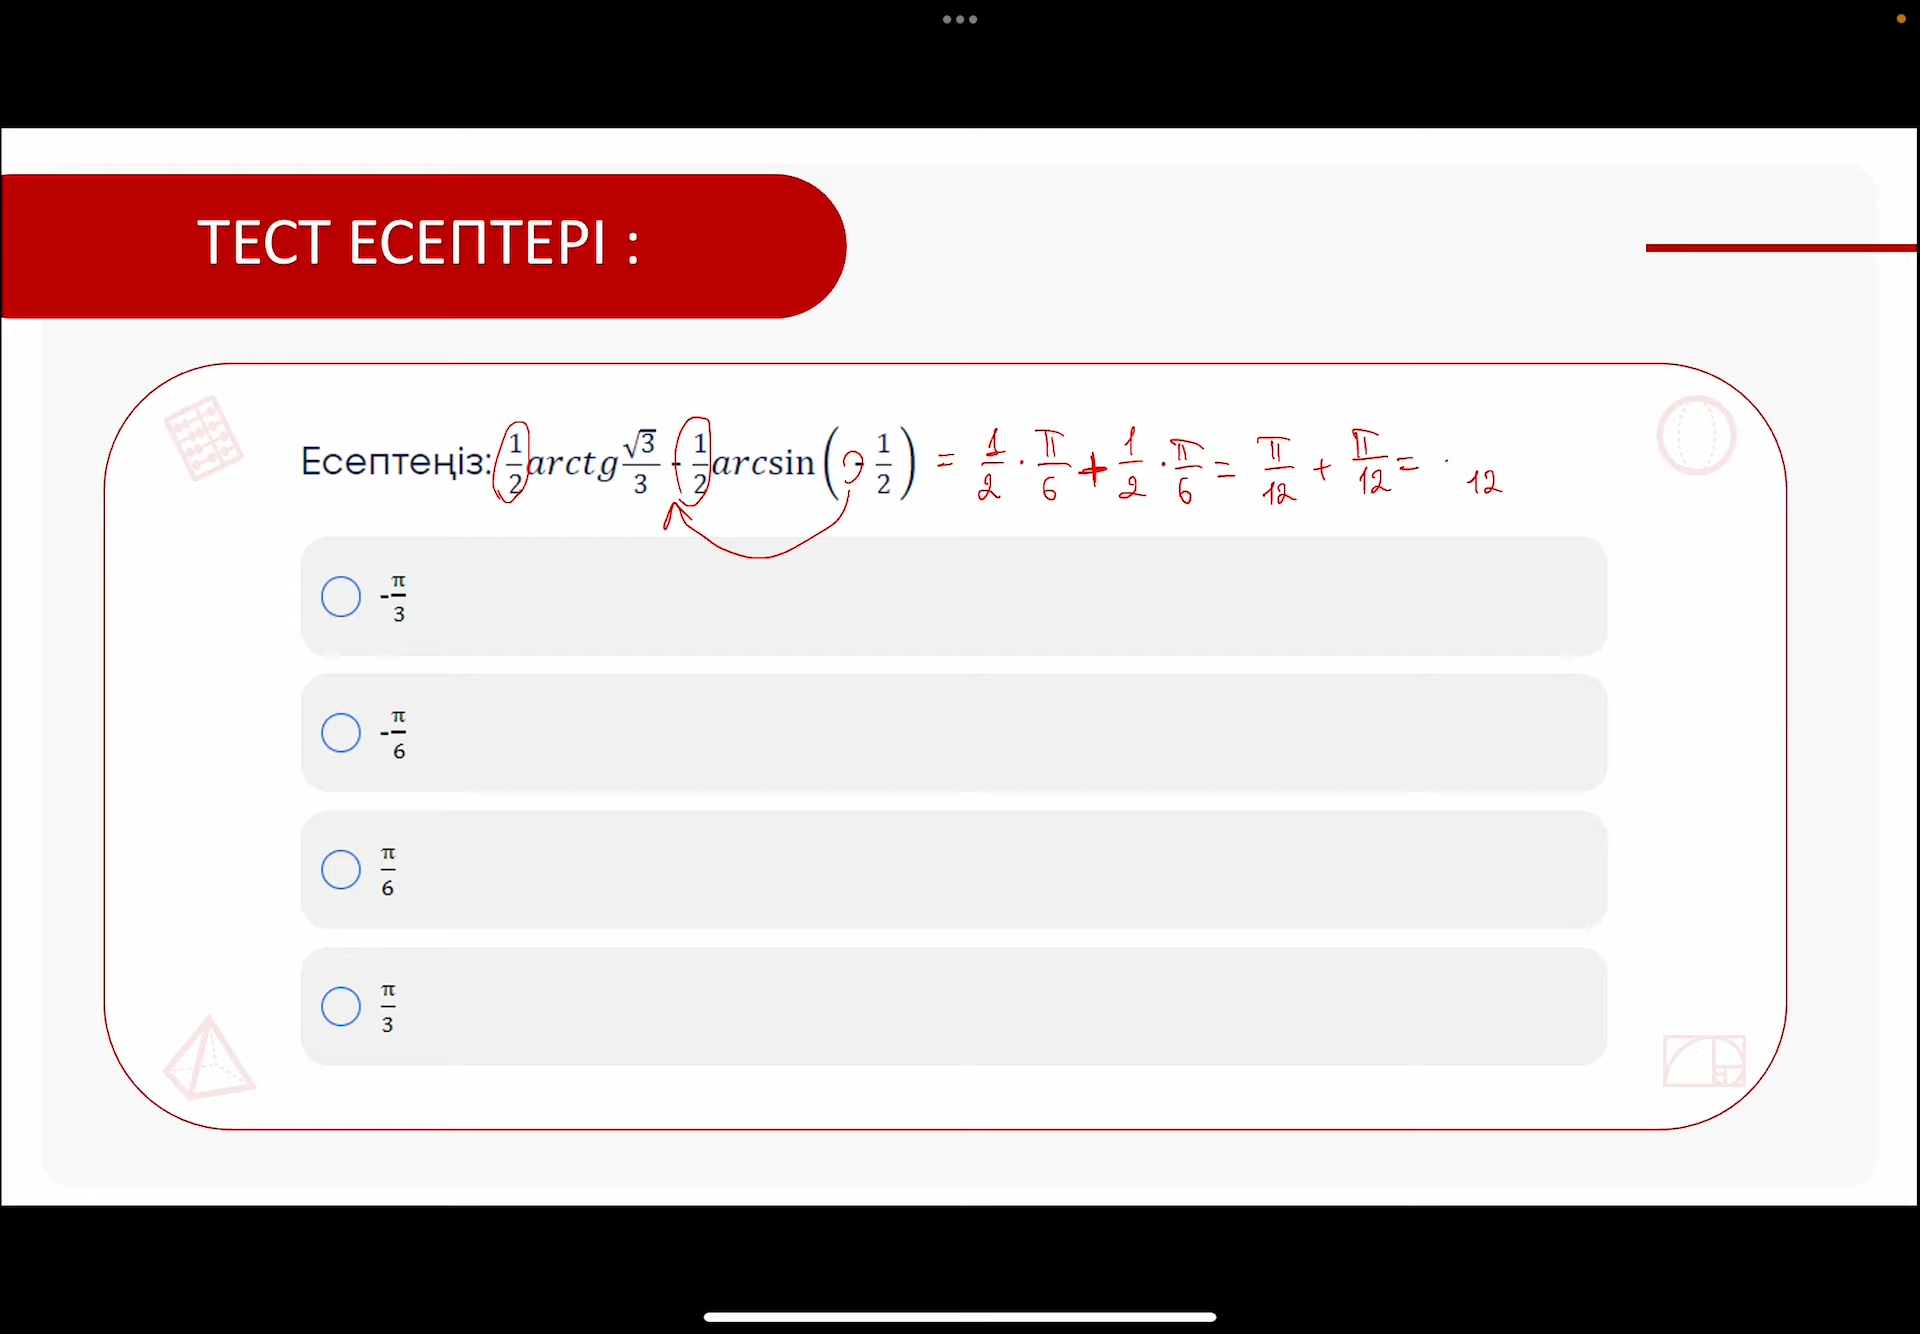 ТЕСТ ЕСЕПТЕРІ :
Есептеңіз: 1/2 arctg √3/3 - 1/2 arcsin(- 1/2) = 1/2 · π/6 + 1/2 · π/6 = π/12 + π/12 = 12
-π/3
-π/6
π/6
π/3